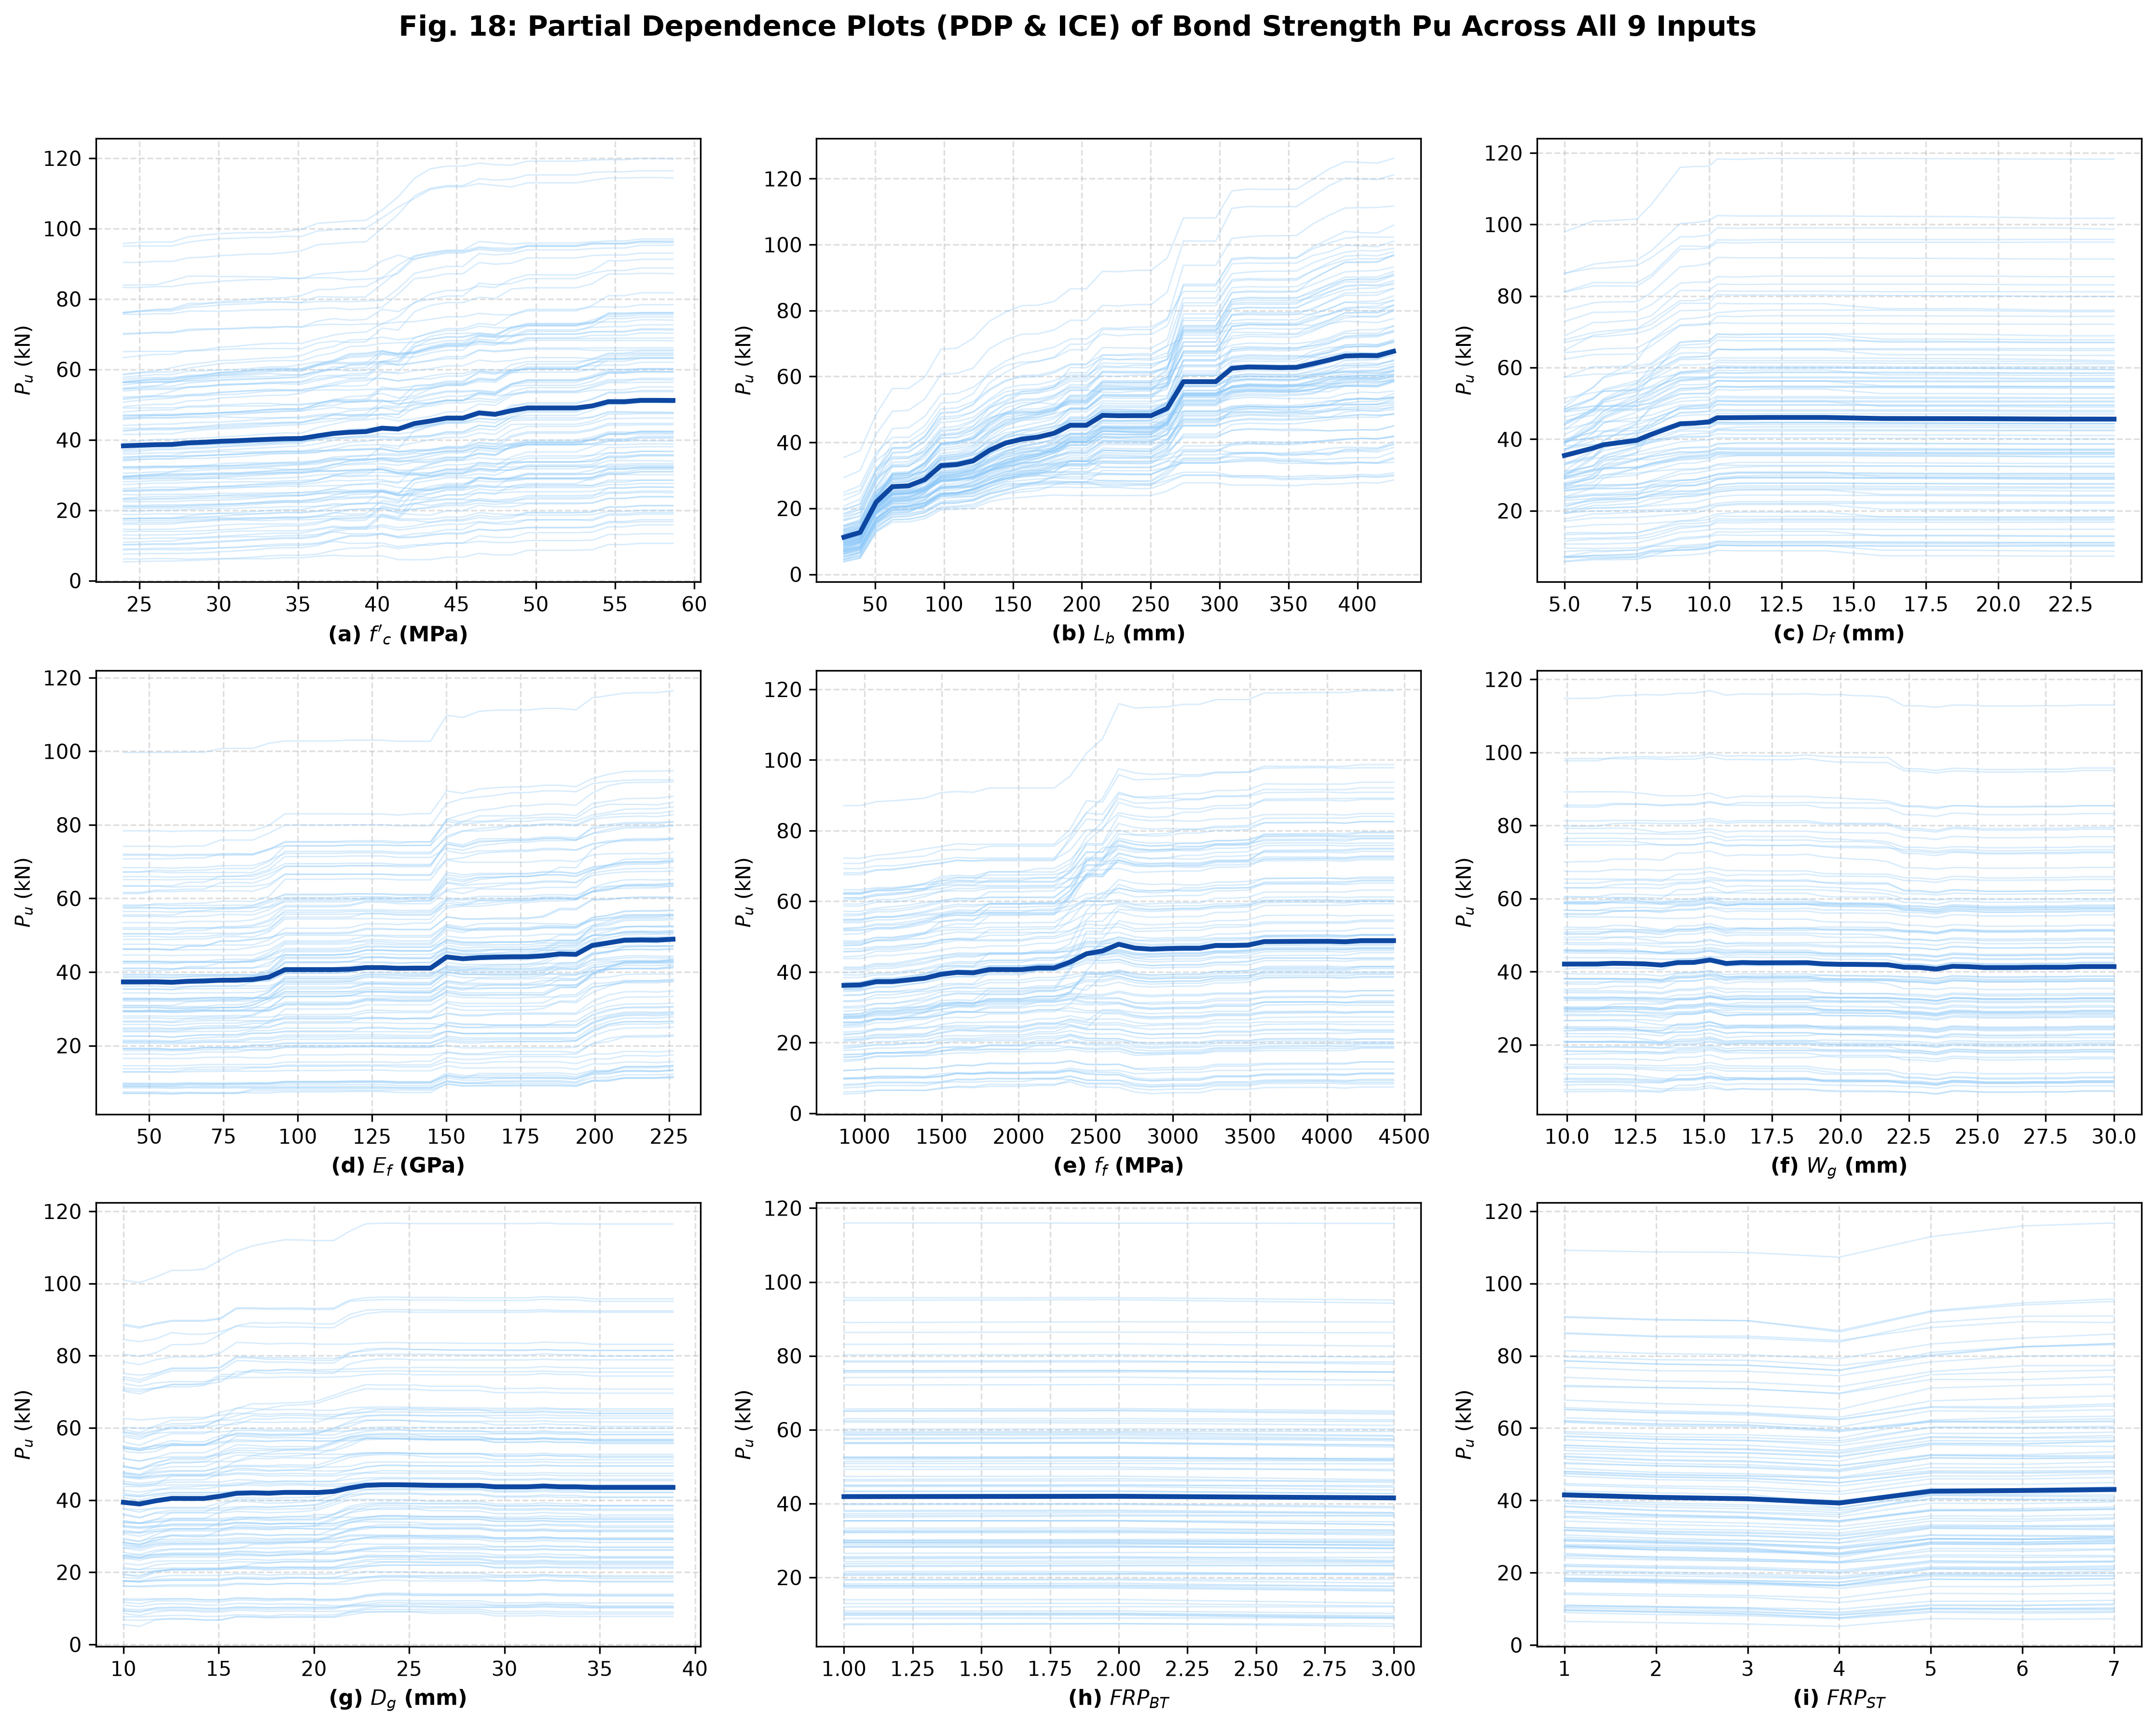 Fig. 18: Partial Dependence Plots (PDP & ICE) of Bond Strength Pu Across All 9 Inputs
120
100
80
60
40
20
0
P_u (kN)
25 30 35 40 45 50 55 60
(a) f'_c (MPa)
120
100
80
60
40
20
0
P_u (kN)
50 100 150 200 250 300 350 400
(b) L_b (mm)
120
100
80
60
40
20
P_u (kN)
5.0 7.5 10.0 12.5 15.0 17.5 20.0 22.5
(c) D_f (mm)
120
100
80
60
40
20
P_u (kN)
50 75 100 125 150 175 200 225
(d) E_f (GPa)
120
100
80
60
40
20
0
P_u (kN)
1000 1500 2000 2500 3000 3500 4000 4500
(e) f_f (MPa)
120
100
80
60
40
20
P_u (kN)
10.0 12.5 15.0 17.5 20.0 22.5 25.0 27.5 30.0
(f) W_g (mm)
120
100
80
60
40
20
0
P_u (kN)
10 15 20 25 30 35 40
(g) D_g (mm)
120
100
80
60
40
20
P_u (kN)
1.00 1.25 1.50 1.75 2.00 2.25 2.50 2.75 3.00
(h) FRP_BT
120
100
80
60
40
20
0
P_u (kN)
1 2 3 4 5 6 7
(i) FRP_ST